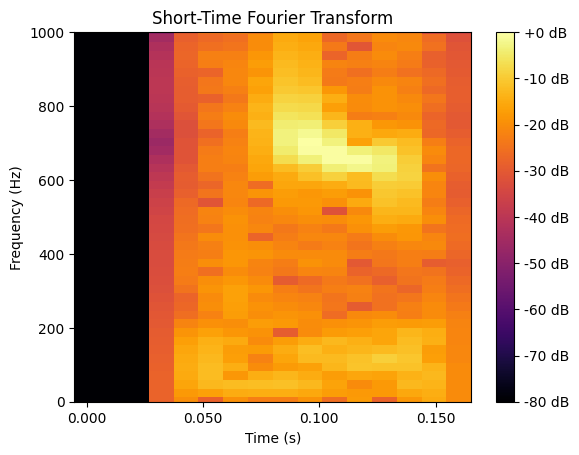 Short-Time Fourier Transform
1000
800
600
400
200
0
Frequency (Hz)
0.000
0.050
0.100
0.150
Time (s)
+0 dB
-10 dB
-20 dB
-30 dB
-40 dB
-50 dB
-60 dB
-70 dB
-80 dB